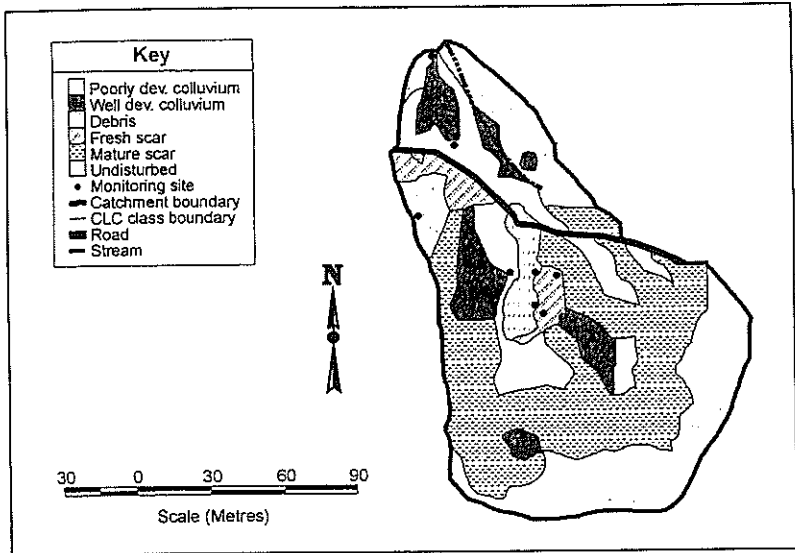 Key
Poorly dev. colluvium
Well dev. colluvium
Debris
Fresh scar
Mature scar
Undisturbed
Monitoring site
Catchment boundary
CLC class boundary
Road
Stream
N
30 0 30 60 90
Scale (Metres)